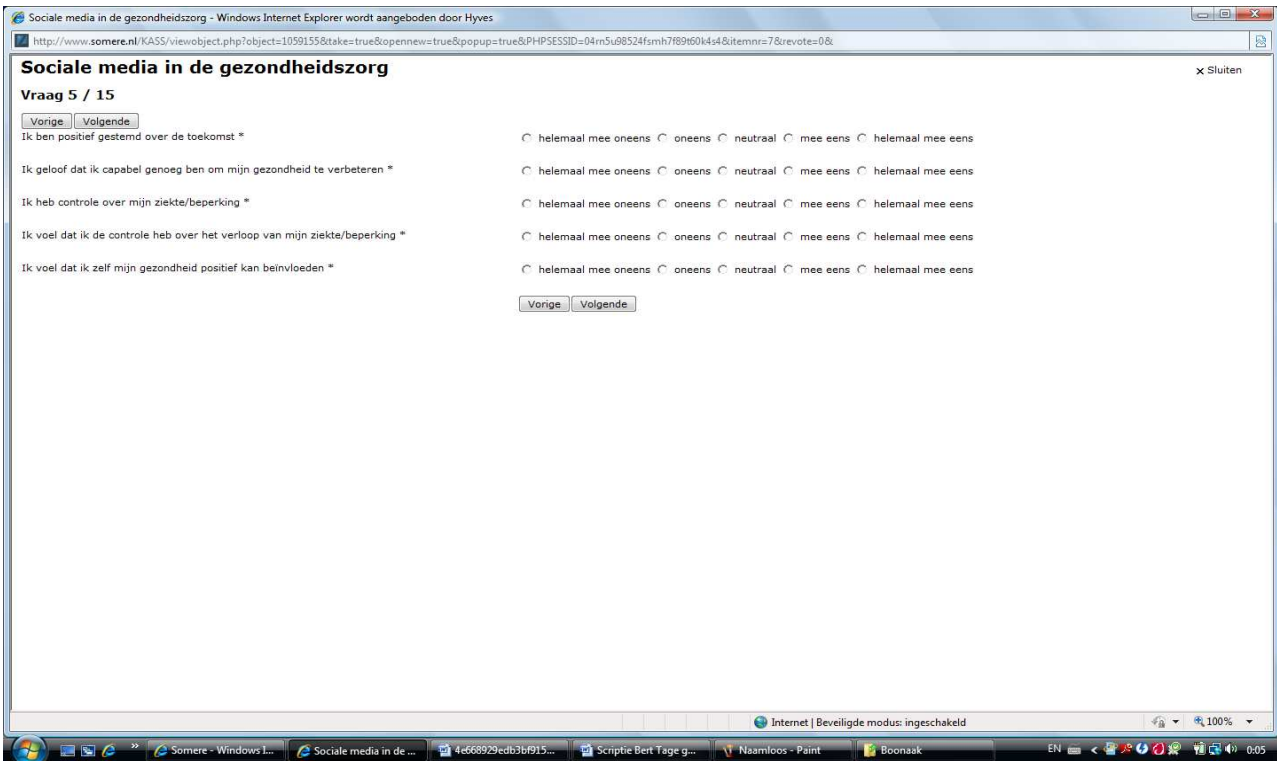 Sociale media in de gezondheidszorg - Windows Internet Explorer wordt aangeboden door Hyves
http://www.somere.nl/KASS/viewobject.php?object=1059155&take=true&opennew=true&popup=true&PHPSESSID=04rn5u98524fsmh7f89t60k4s4&itemnr=7&revote=0&
Sociale media in de gezondheidszorg
x Sluiten
Vraag 5 / 15
Vorige Volgende
Ik ben positief gestemd over de toekomst * helemaal mee oneens oneens neutraal mee eens helemaal mee eens
Ik geloof dat ik capabel genoeg ben om mijn gezondheid te verbeteren * helemaal mee oneens oneens neutraal mee eens helemaal mee eens
Ik heb controle over mijn ziekte/beperking * helemaal mee oneens oneens neutraal mee eens helemaal mee eens
Ik voel dat ik de controle heb over het verloop van mijn ziekte/beperking * helemaal mee oneens oneens neutraal mee eens helemaal mee eens
Ik voel dat ik zelf mijn gezondheid positief kan beïnvloeden * helemaal mee oneens oneens neutraal mee eens helemaal mee eens
Vorige Volgende
Internet | Beveiligde modus: ingeschakeld 100%
Somere - Windows I... Sociale media in de ... 4e668929edb3bf915... Scriptie Bert Tage g... Naamloos - Paint Boonaak EN 0:05